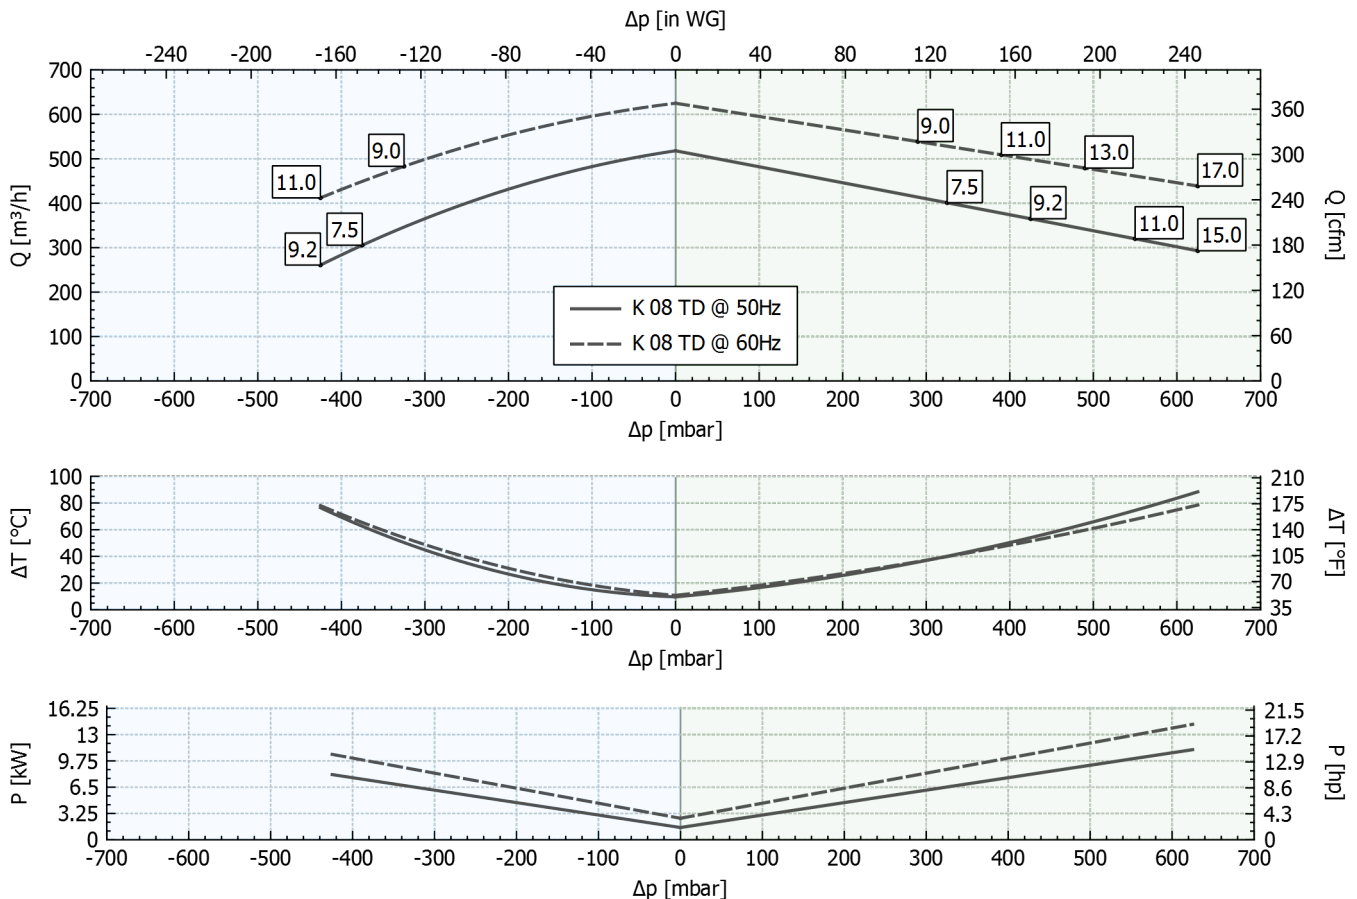 Δp [in WG]
-240 -200 -160 -120 -80 -40 0 40 80 120 160 200 240
700 600 500 400 300 200 100 0
Q [m³/h]
360 300 240 180 120 60 0
Q [cfm]
11.0 9.0 9.0 11.0 13.0 17.0
9.2 7.5 7.5 9.2 11.0 15.0
K 08 TD @ 50Hz
K 08 TD @ 60Hz
-700 -600 -500 -400 -300 -200 -100 0 100 200 300 400 500 600 700
Δp [mbar]
100 80 60 40 20 0
ΔT [°C]
210 175 140 105 70 35
ΔT [°F]
-700 -600 -500 -400 -300 -200 -100 0 100 200 300 400 500 600 700
Δp [mbar]
16.25 13 9.75 6.5 3.25 0
P [kW]
21.5 17.2 12.9 8.6 4.3 0
P [hp]
-700 -600 -500 -400 -300 -200 -100 0 100 200 300 400 500 600 700
Δp [mbar]